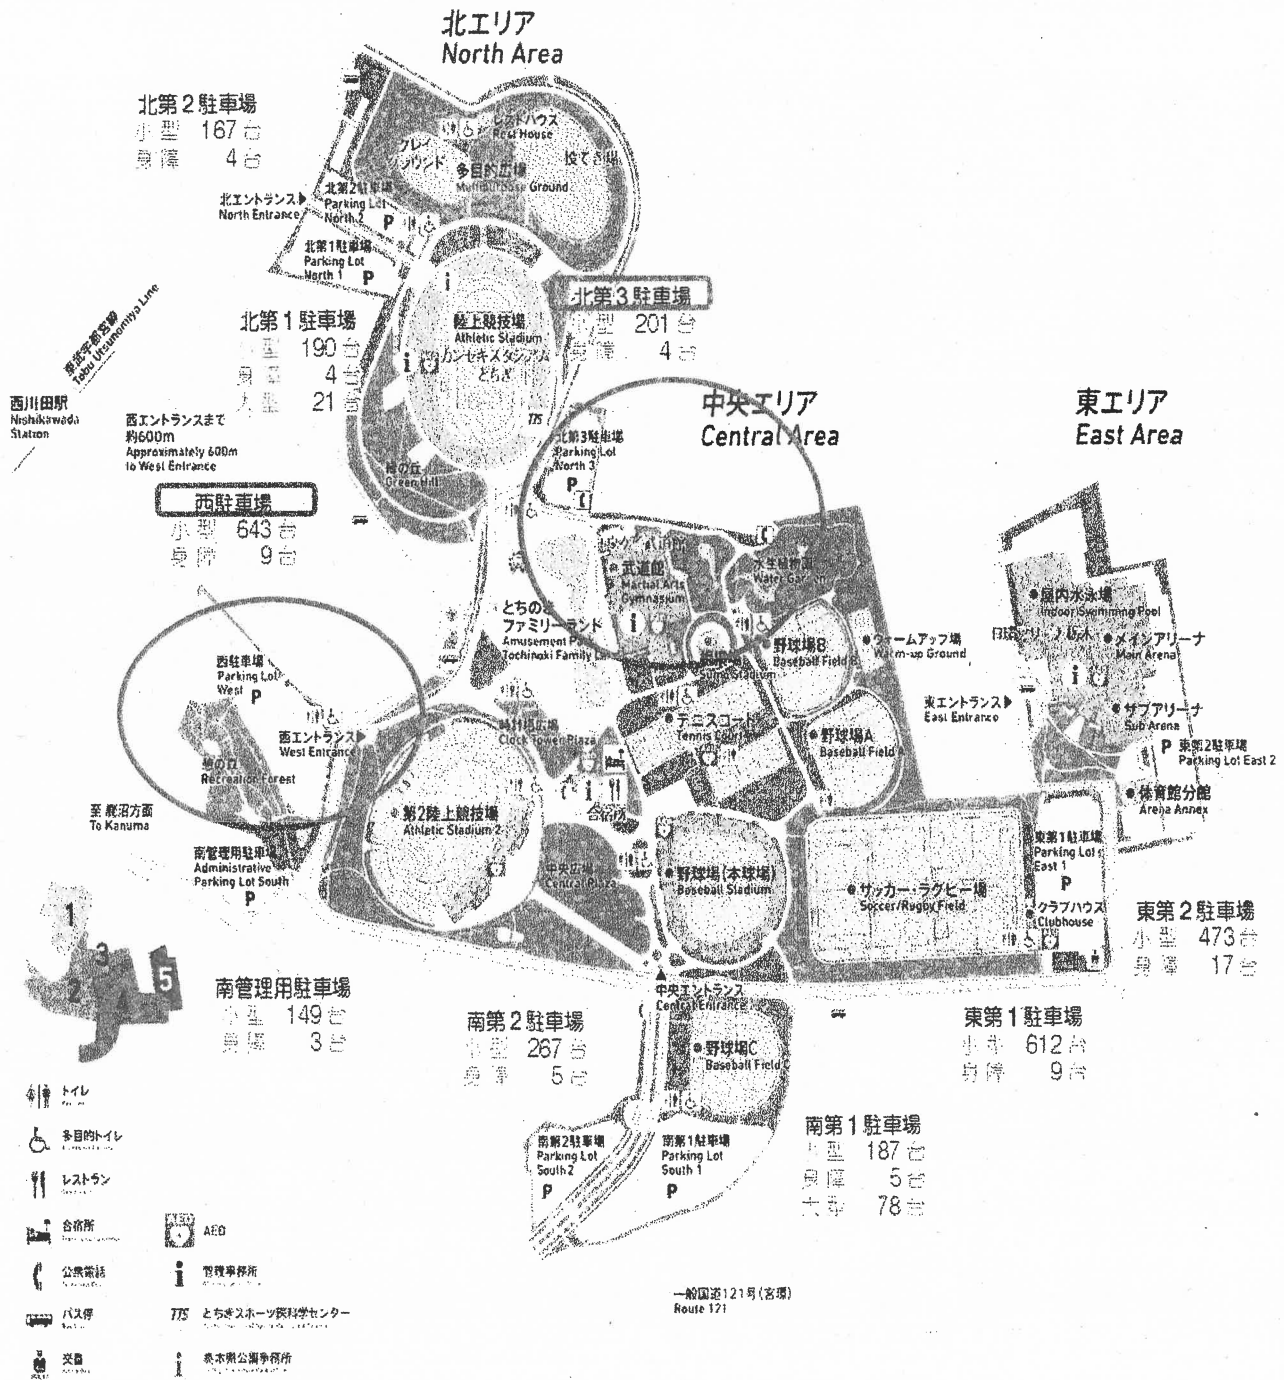 北エリア
North Area
北第2駐車場
小型 167台
身障 4台
レストハウス
Rest House
クレイ
グラウンド
投てき場
多目的広場
Multipurpose Ground
北エントランス
North Entrance
北第2駐車場
Parking Lot
North 2
P
北第1駐車場
Parking Lot
North 1
P
北第1駐車場
小型 190台
身障 4台
大型 21台
陸上競技場
Athletic Stadium
カンセキスタジアム
とちぎ
TTS
北第3駐車場
小型 201台
身障 4台
東武宇都宮線
Tobu Utsunomiya Line
西川田駅
Nishikawada
Station
西エントランスまで
約600m
Approximately 600m
to West Entrance
Green Hill
北第3駐車場
Parking Lot
North 3
P
中央エリア
Central Area
東エリア
East Area
西駐車場
小型 643台
身障 9台
武道館
Martial Arts
Gymnasium
水生植物園
Water Garden
とちのき
ファミリーランド
Amusement Park
Tochinoki Family Land
Sumo Stadium
野球場B
Baseball Field B
ウォームアップ場
Warm-up Ground
屋内水泳場
Indoor Swimming Pool
メインアリーナ
Main Arena
サブアリーナ
Sub Arena
東エントランス
East Entrance
P
東第2駐車場
Parking Lot East 2
体育館分館
Arena Annex
西駐車場
Parking Lot
West
P
西エントランス
West Entrance
Recreation Forest
至 鹿沼方面
To Kanuma
南管理用駐車場
Administrative
Parking Lot South
P
時計塔広場
Clock Tower Plaza
テニスコート
Tennis Court
野球場A
Baseball Field A
合宿所
第2陸上競技場
Athletic Stadium 2
中央広場
Central Plaza
野球場(本球場)
Baseball Stadium
サッカー・ラグビー場
Soccer/Rugby Field
東第1駐車場
Parking Lot
East 1
P
クラブハウス
Clubhouse
東第2駐車場
小型 473台
身障 17台
1
2
3
4
5
南管理用駐車場
小型 149台
身障 3台
南第2駐車場
小型 267台
身障 5台
中央エントランス
Central Entrance
野球場C
Baseball Field C
東第1駐車場
小型 612台
身障 9台
南第1駐車場
小型 187台
身障 5台
大型 78台
南第2駐車場
Parking Lot
South 2
P
南第1駐車場
Parking Lot
South 1
P
一般国道121号(宮環)
Route 121
トイレ
多目的トイレ
レストラン
合宿所
公衆電話
バス停
交番
AED
管理事務所
TTS とちぎスポーツ医科学センター
栃木県公園事務所